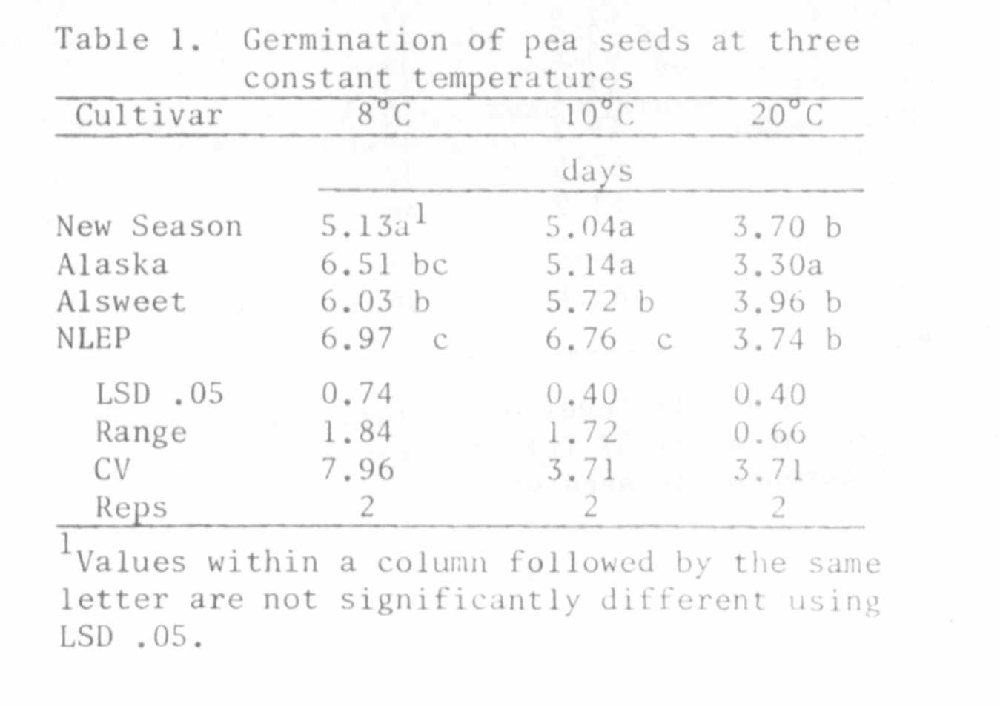 Table 1. Germination of pea seeds at three
constant temperatures
Cultivar 8°C 10°C 20°C
days
New Season 5.13a¹ 5.04a 3.70 b
Alaska 6.51 bc 5.14a 3.30a
Alsweet 6.03 b 5.72 b 3.96 b
NLEP 6.97 c 6.76 c 3.74 b
LSD .05 0.74 0.40 0.40
Range 1.84 1.72 0.66
CV 7.96 3.71 3.71
Reps 2 2 2
¹Values within a column followed by the same
letter are not significantly different using
LSD .05.